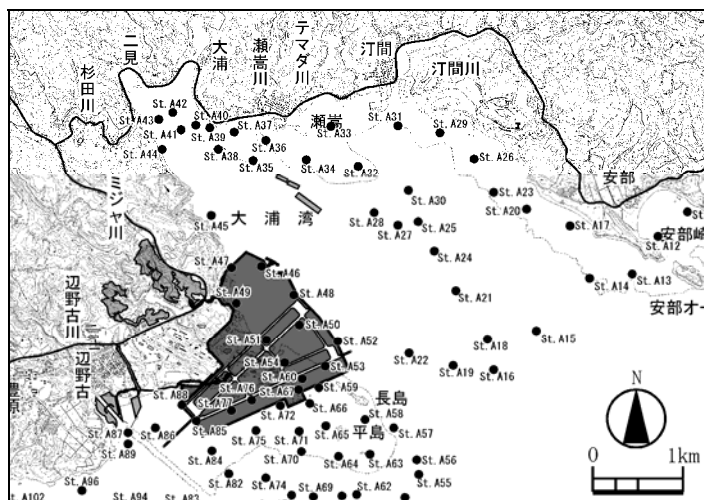 杉田川
二見
大浦
瀬嵩川
テマダ川
汀間
汀間川
瀬嵩
安部
St. A42
St. A43
St. A41
St. A40
St. A39
St. A44
St. A38
St. A37
St. A36
St. A35
St. A33
St. A34
St. A32
St. A31
St. A29
St. A26
St. A23
St. A20
St. A17
St. A30
St. A28
St. A27
St. A25
St. A24
St. A12
St. A13
St. A14
安部崎
安部オー
ミジャ川
St. A45
大浦湾
St. A47
St. A46
St. A48
St. A49
St. A50
St. A51
St. A52
St. A53
St. A54
St. A21
St. A15
St. A18
St. A22
St. A19
St. A16
辺野古川
辺野古
豊原
St. A60
St. A59
St. A76
St. A67
St. A66
St. A77
St. A72
St. A88
St. A85
St. A87
St. A86
St. A89
St. A84
St. A75
St. A71
St. A65
長島
平島
St. A58
St. A57
St. A70
St. A64
St. A63
St. A56
St. A55
St. A82
St. A74
St. A69
St. A62
St. A96
St. A102
St. A94
St. A83
N
0 1km